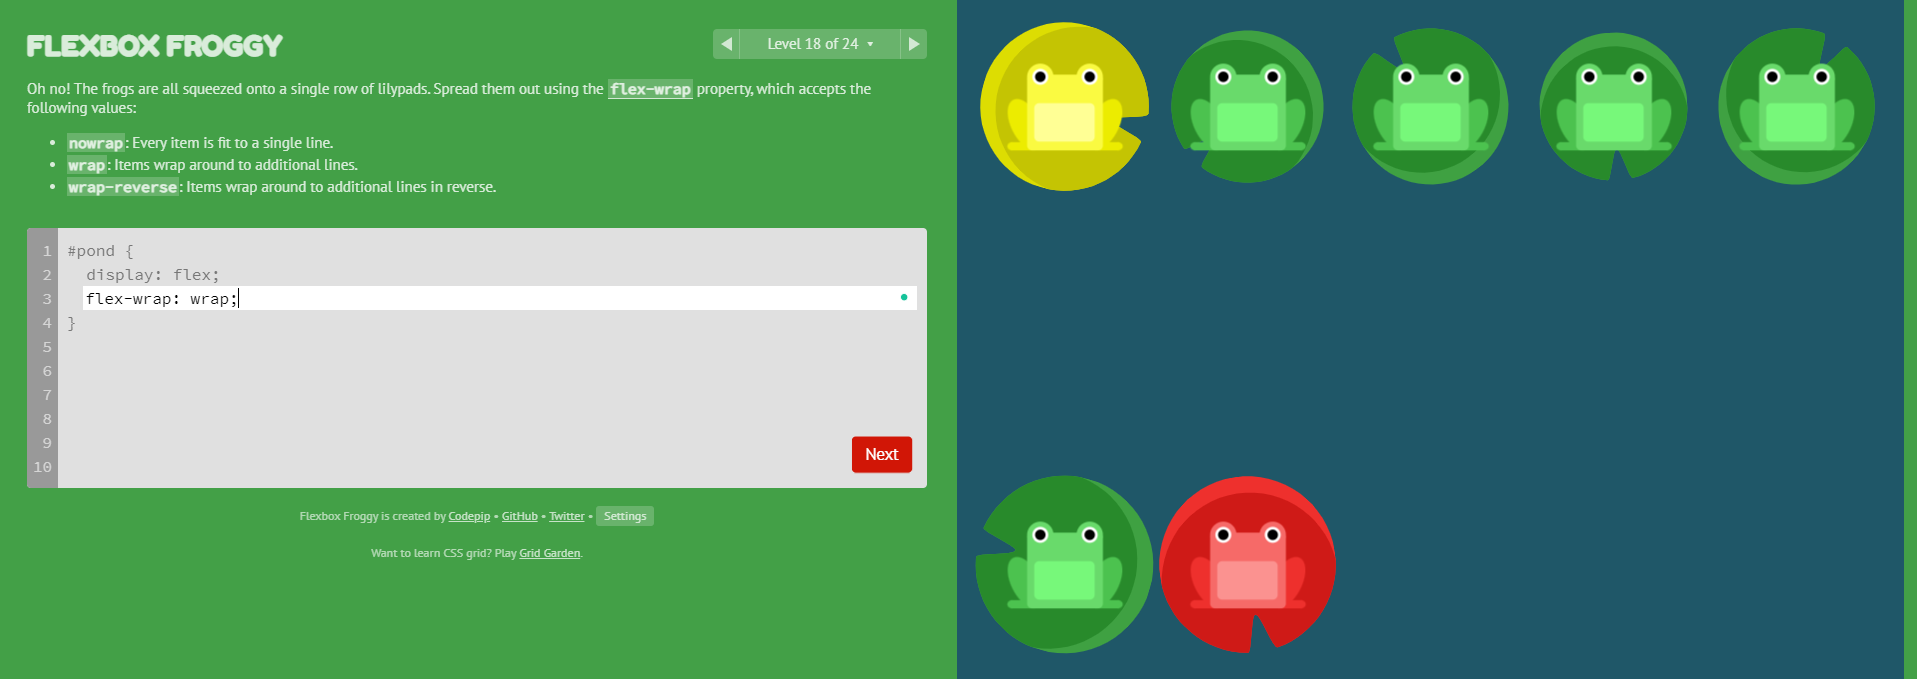 FLEXBOX FROGGY
Level 18 of 24
Oh no! The frogs are all squeezed onto a single row of lilypads. Spread them out using the flex-wrap property, which accepts the
following values:
• nowrap: Every item is fit to a single line.
• wrap: Items wrap around to additional lines.
• wrap-reverse: Items wrap around to additional lines in reverse.
1 #pond {
2 display: flex;
3 flex-wrap: wrap;
4 }
5
6
7
8
9
10
Next
Flexbox Froggy is created by Codepip • GitHub • Twitter • Settings
Want to learn CSS grid? Play Grid Garden.